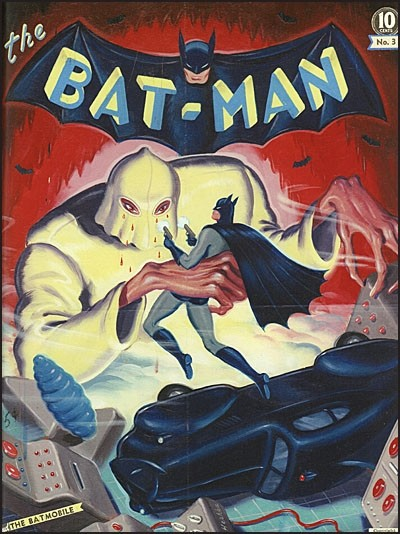 the
BAT-MAN
10
CENTS
No. 3
THE BATMOBILE